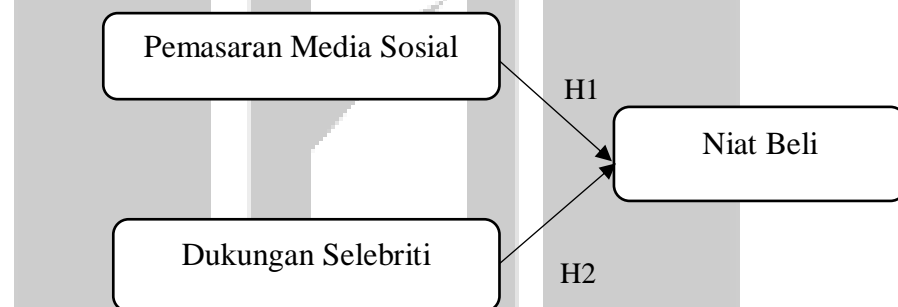 Pemasaran Media Sosial
H1
Niat Beli
Dukungan Selebriti
H2